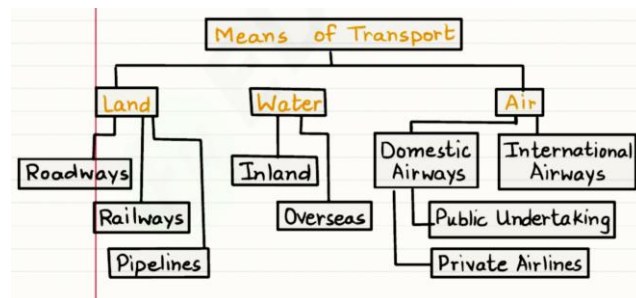 Means of Transport
Land
Water
Air
Roadways
Railways
Pipelines
Inland
Overseas
Domestic
Airways
International
Airways
Public Undertaking
Private Airlines